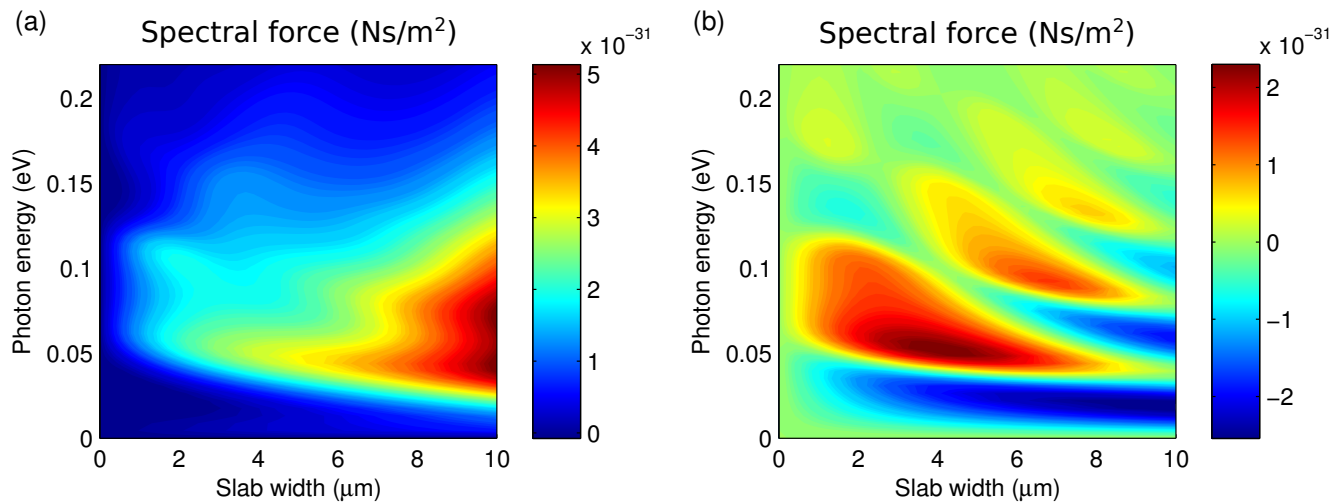 (a)
Spectral force (Ns/m²)
x 10⁻³¹
Photon energy (eV)
0.2
0.15
0.1
0.05
0
0 2 4 6 8 10
Slab width (μm)
5
4
3
2
1
0
(b)
Spectral force (Ns/m²)
x 10⁻³¹
Photon energy (eV)
0.2
0.15
0.1
0.05
0
0 2 4 6 8 10
Slab width (μm)
2
1
0
−1
−2